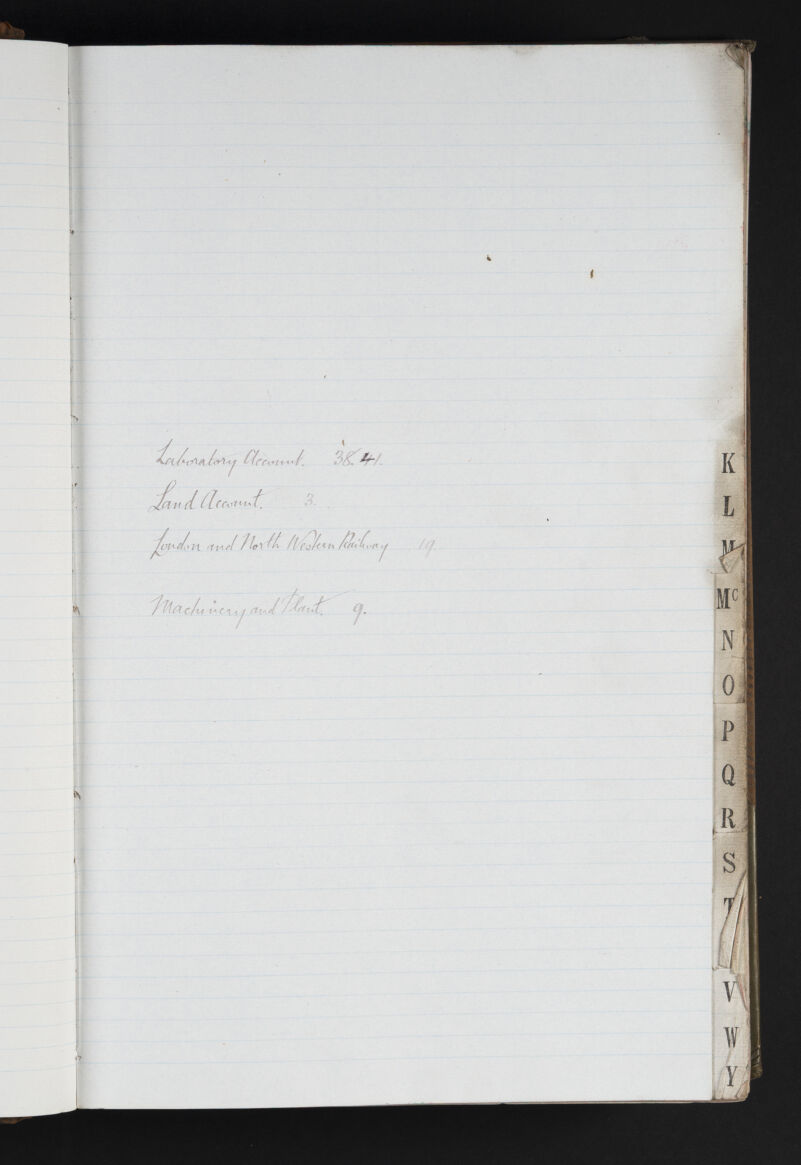 Laboratory Account. 38. 41.
Land Account. 3.
London and North Western Railway 19.
Machinery and Plant. 9.
K
L
M
Mc
N
O
P
Q
R
S
T
V
W
Y